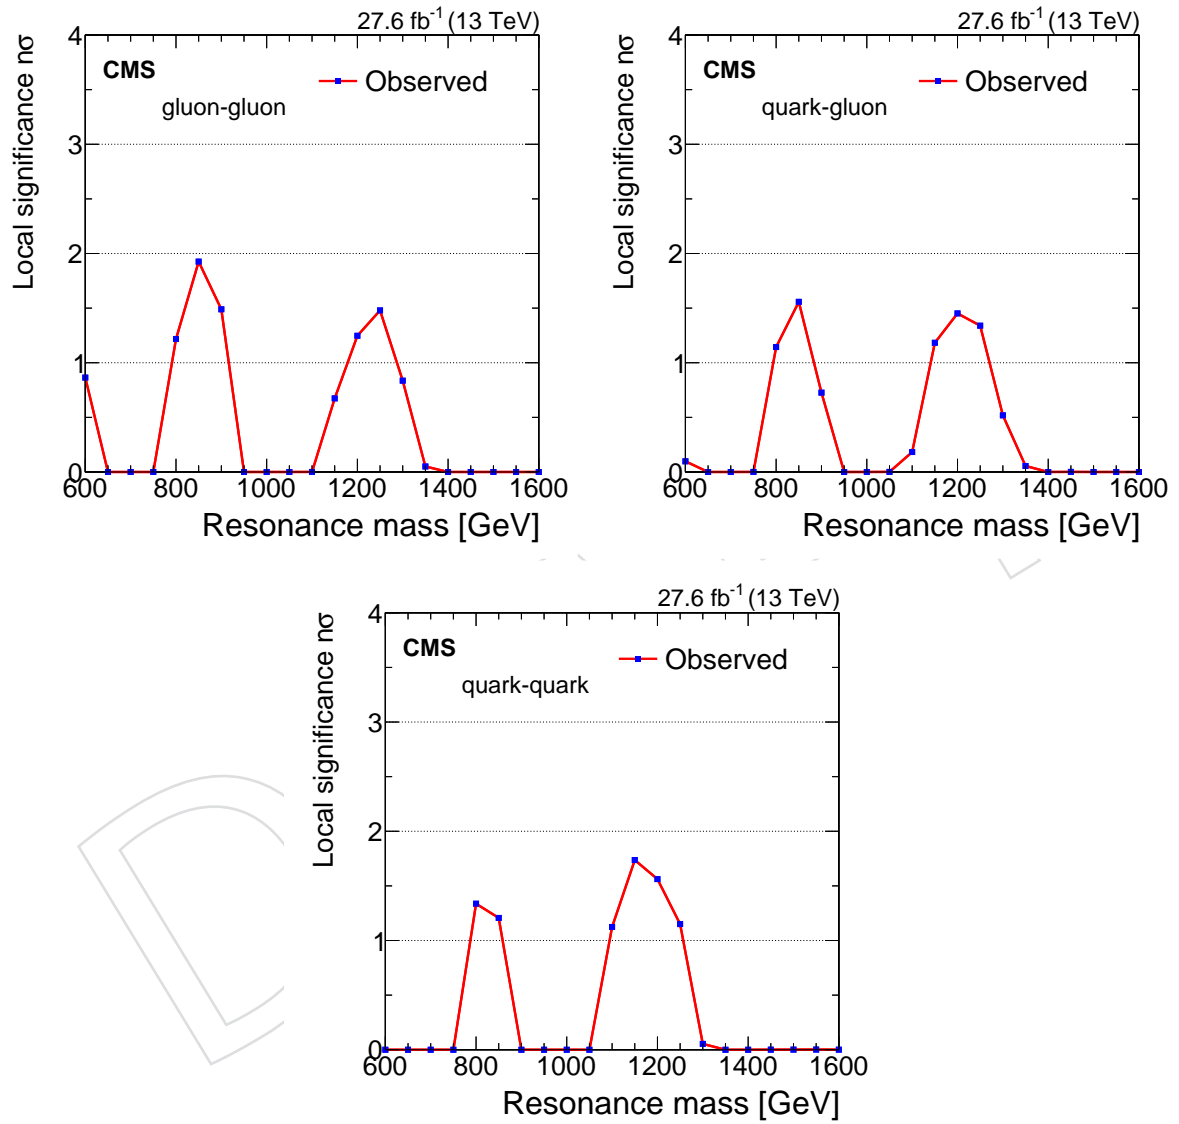 27.6 fb-1 (13 TeV)
CMS
Observed
gluon-gluon
Local significance nσ
4
3
2
1
0
600 800 1000 1200 1400 1600
Resonance mass [GeV]
27.6 fb-1 (13 TeV)
CMS
Observed
quark-gluon
Local significance nσ
4
3
2
1
0
600 800 1000 1200 1400 1600
Resonance mass [GeV]
27.6 fb-1 (13 TeV)
CMS
Observed
quark-quark
Local significance nσ
4
3
2
1
0
600 800 1000 1200 1400 1600
Resonance mass [GeV]